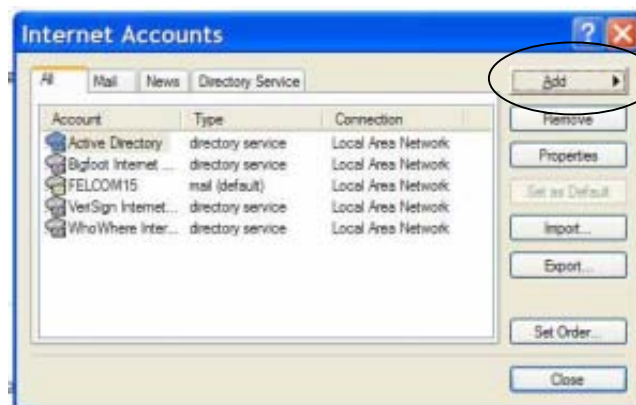 Internet Accounts
All Mail News Directory Service
Add
Account Type Connection
Remove
Active Directory directory service Local Area Network
Bigfoot Internet ... directory service Local Area Network
Properties
FELCOM15 mail (default) Local Area Network
VeriSign Internet... directory service Local Area Network
Set as Default
WhoWhere Inter... directory service Local Area Network
Import...
Export...
Set Order...
Close